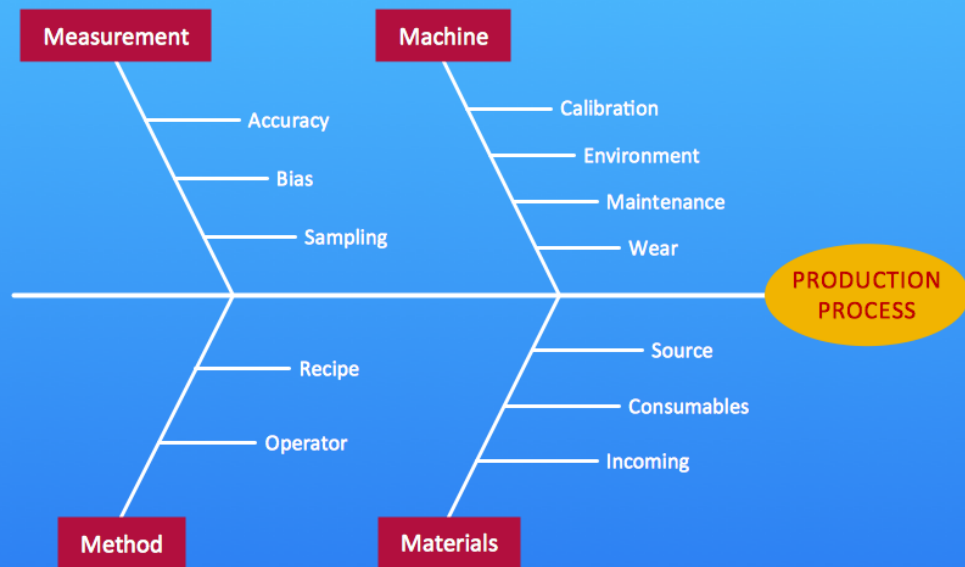 Measurement
Machine
Accuracy
Bias
Sampling
Calibration
Environment
Maintenance
Wear
PRODUCTION
PROCESS
Recipe
Operator
Source
Consumables
Incoming
Method
Materials